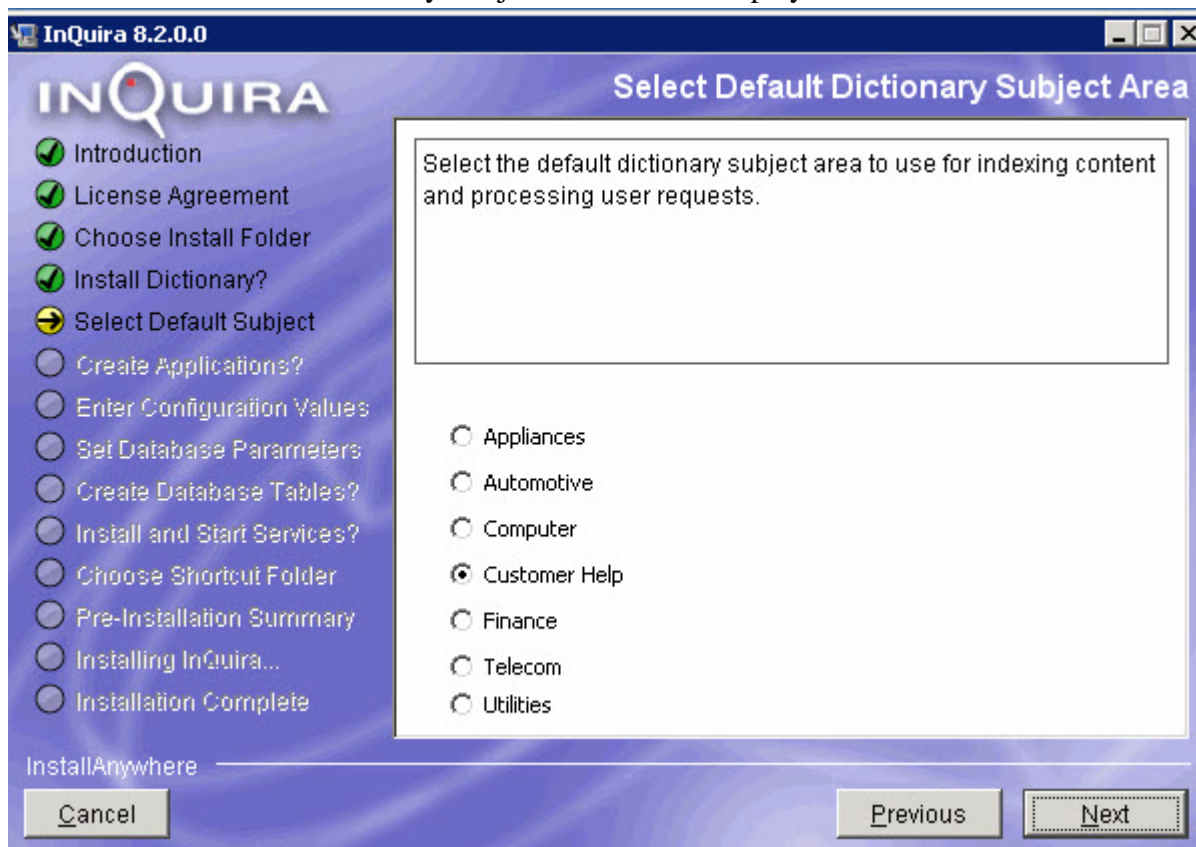 InQuira 8.2.0.0
INQUIRA
Select Default Dictionary Subject Area
Introduction
License Agreement
Choose Install Folder
Install Dictionary?
Select Default Subject
Create Applications?
Enter Configuration Values
Set Database Parameters
Create Database Tables?
Install and Start Services?
Choose Shortcut Folder
Pre-Installation Summary
Installing InQuira...
Installation Complete
Select the default dictionary subject area to use for indexing content
and processing user requests.
Appliances
Automotive
Computer
Customer Help
Finance
Telecom
Utilities
InstallAnywhere
Cancel
Previous
Next